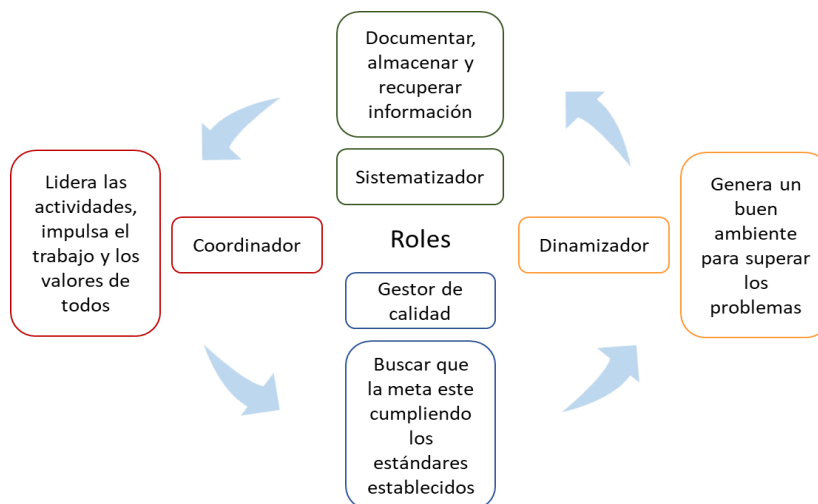 Documentar,
almacenar y
recuperar
información
Sistematizador
Lidera las
actividades,
impulsa el
trabajo y los
valores de
todos
Coordinador
Roles
Dinamizador
Genera un
buen
ambiente
para superar
los
problemas
Gestor de
calidad
Buscar que
la meta este
cumpliendo
los
estándares
establecidos